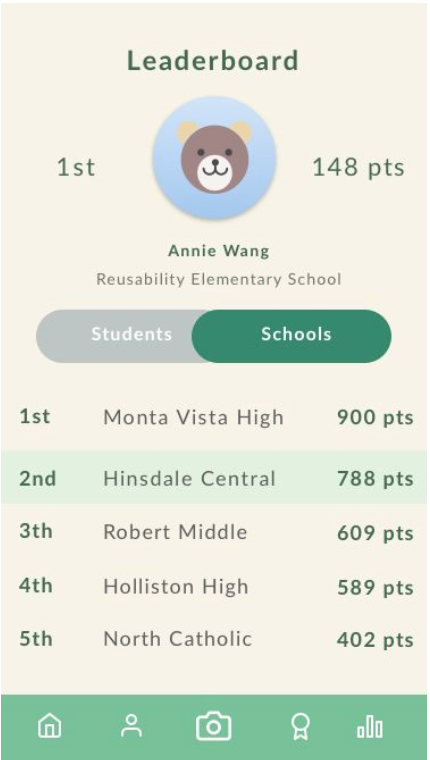 Leaderboard
1st 148 pts
Annie Wang
Reusability Elementary School
Students Schools
1st Monta Vista High 900 pts
2nd Hinsdale Central 788 pts
3th Robert Middle 609 pts
4th Holliston High 589 pts
5th North Catholic 402 pts